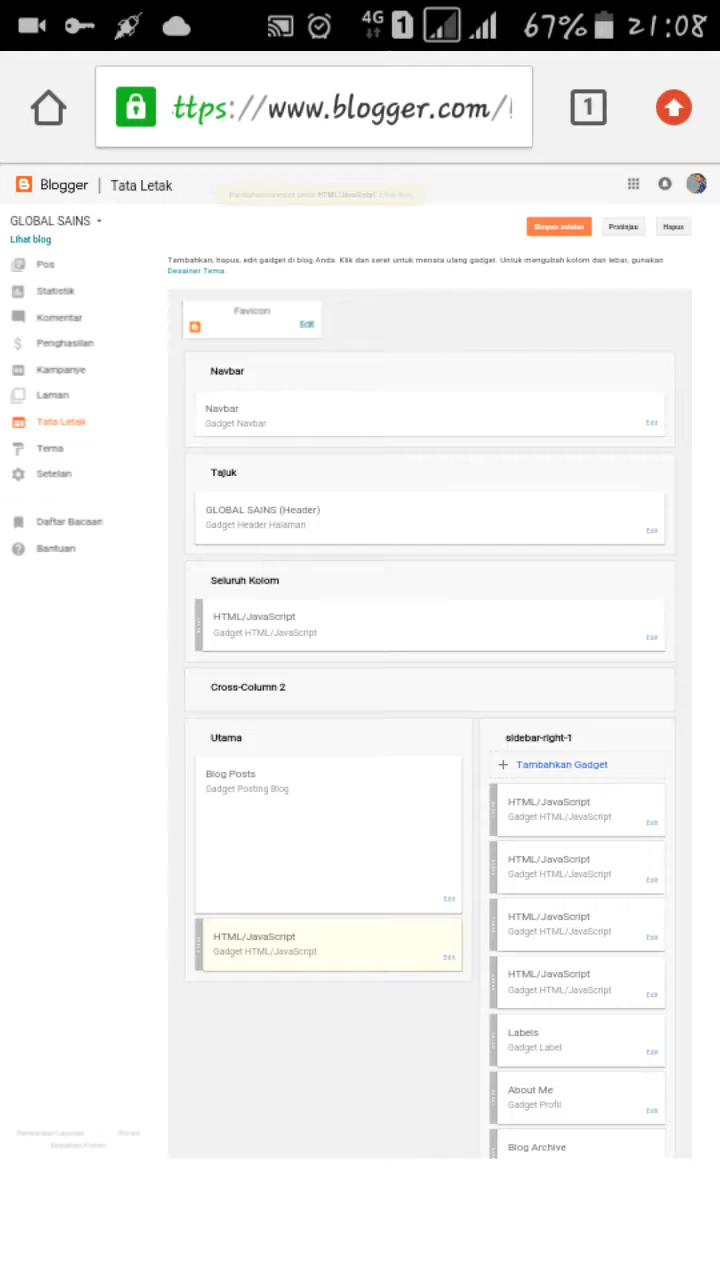 4G 1 67% 21:08
ttps://www.blogger.com/ 1
Blogger | Tata Letak
HTML/JavaScript
GLOBAL SAINS
Lihat blog
Simpan setelan Pratinjau Hapus
Tambahkan, hapus, edit gadget di blog Anda. Klik dan seret untuk menata ulang gadget. Untuk mengubah kolom dan lebar, gunakan
Desainer Tema.
Pos
Statistik
Komentar
Penghasilan
Kampanye
Laman
Tata Letak
Tema
Setelan
Daftar Bacaan
Bantuan
Favicon
Edit
Navbar
Navbar
Gadget Navbar
Edit
Tajuk
GLOBAL SAINS (Header)
Gadget Header Halaman
Edit
Seluruh Kolom
HTML/JavaScript
Gadget HTML/JavaScript
Edit
Cross-Column 2
Utama
Blog Posts
Gadget Posting Blog
Edit
HTML/JavaScript
Gadget HTML/JavaScript
Edit
sidebar-right-1
+ Tambahkan Gadget
HTML/JavaScript
Gadget HTML/JavaScript
Edit
HTML/JavaScript
Gadget HTML/JavaScript
Edit
HTML/JavaScript
Gadget HTML/JavaScript
Edit
HTML/JavaScript
Gadget HTML/JavaScript
Edit
Labels
Gadget Label
Edit
About Me
Gadget Profil
Edit
Blog Archive